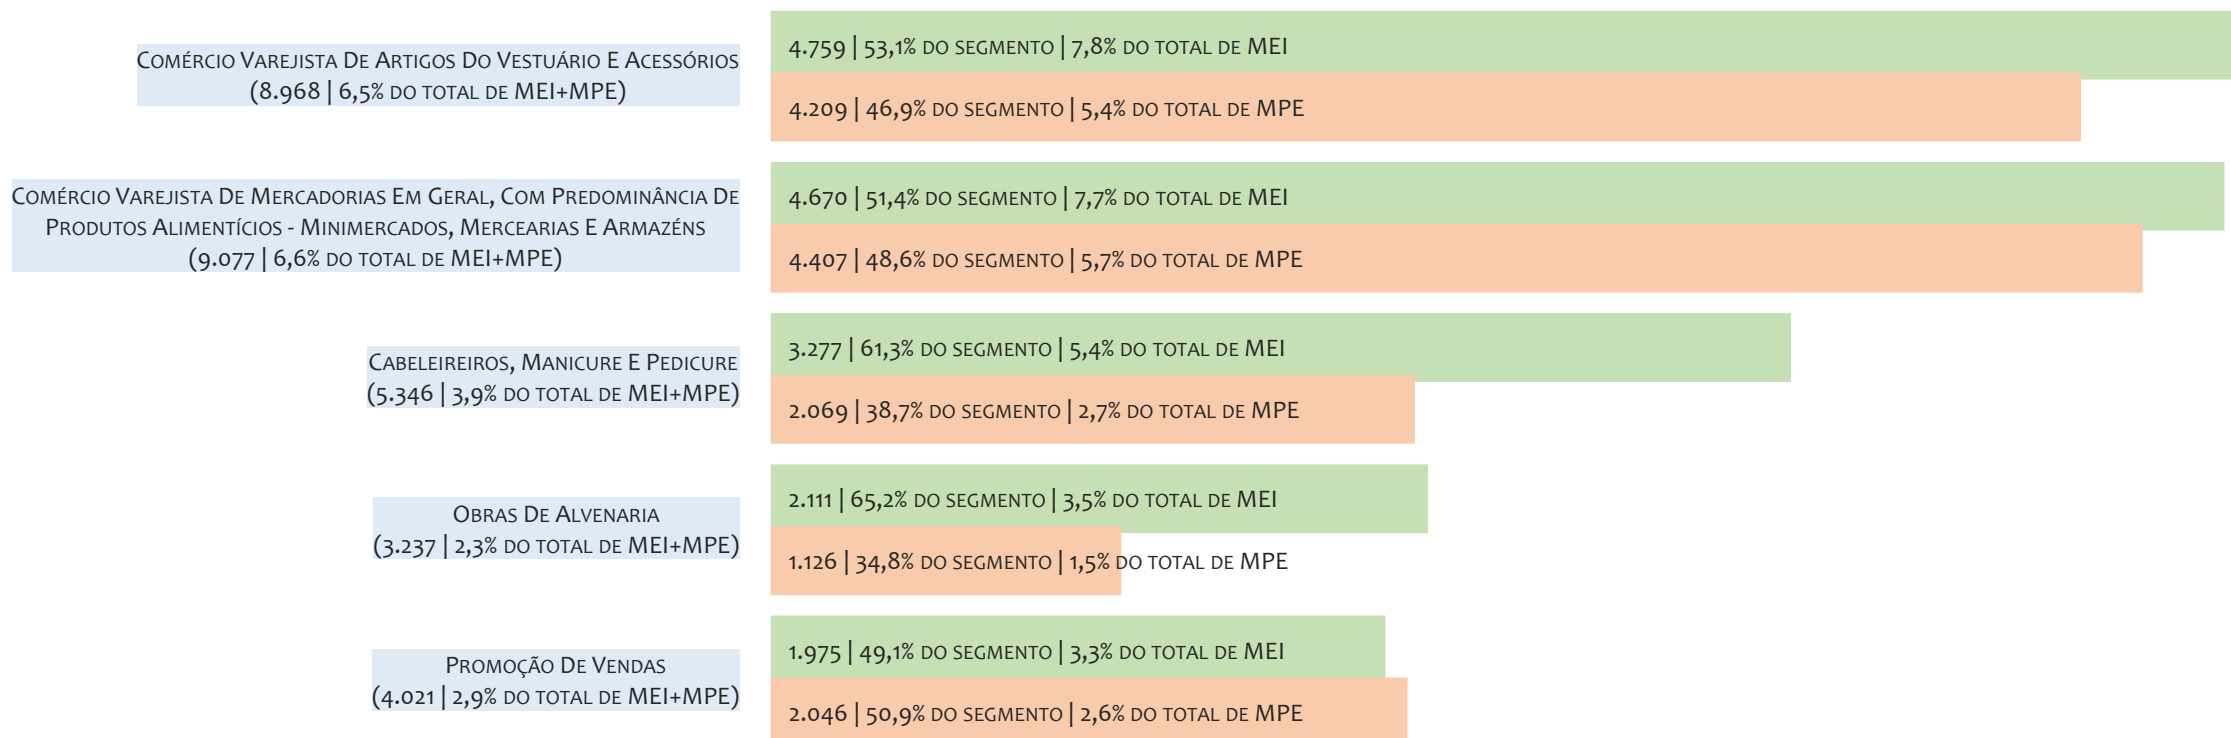 Comércio Varejista De Artigos Do Vestuário E Acessórios
(8.968 | 6,5% do total de MEI+MPE)
4.759 | 53,1% do segmento | 7,8% do total de MEI
4.209 | 46,9% do segmento | 5,4% do total de MPE
Comércio Varejista De Mercadorias Em Geral, Com Predominância De
Produtos Alimentícios - Minimercados, Mercearias E Armazéns
(9.077 | 6,6% do total de MEI+MPE)
4.670 | 51,4% do segmento | 7,7% do total de MEI
4.407 | 48,6% do segmento | 5,7% do total de MPE
Cabeleireiros, Manicure E Pedicure
(5.346 | 3,9% do total de MEI+MPE)
3.277 | 61,3% do segmento | 5,4% do total de MEI
2.069 | 38,7% do segmento | 2,7% do total de MPE
Obras De Alvenaria
(3.237 | 2,3% do total de MEI+MPE)
2.111 | 65,2% do segmento | 3,5% do total de MEI
1.126 | 34,8% do segmento | 1,5% do total de MPE
Promoção De Vendas
(4.021 | 2,9% do total de MEI+MPE)
1.975 | 49,1% do segmento | 3,3% do total de MEI
2.046 | 50,9% do segmento | 2,6% do total de MPE